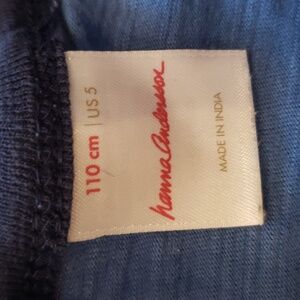 110 cm | US 5
hanna andersson
MADE IN INDIA